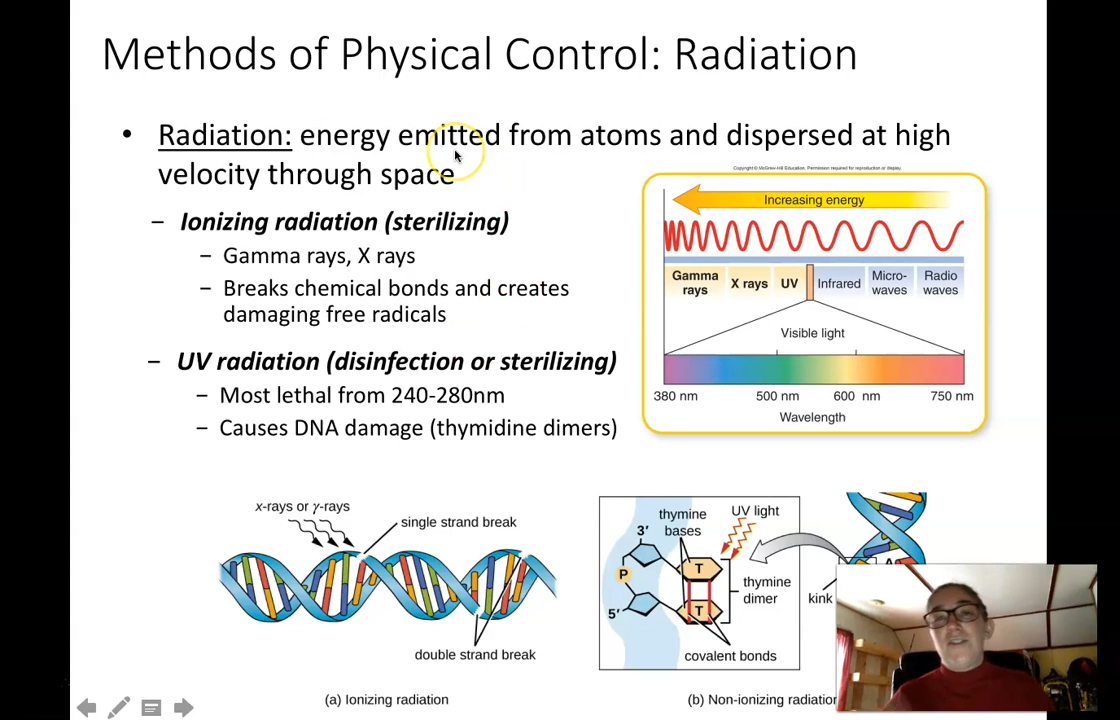 Methods of Physical Control: Radiation
• Radiation: energy emitted from atoms and dispersed at high
velocity through space
– Ionizing radiation (sterilizing)
– Gamma rays, X rays
– Breaks chemical bonds and creates
damaging free radicals
– UV radiation (disinfection or sterilizing)
– Most lethal from 240-280nm
– Causes DNA damage (thymidine dimers)
Copyright © McGraw-Hill Education. Permission required for reproduction or display.
Increasing energy
Gamma
rays
X rays
UV
Infrared
Micro-
waves
Radio
waves
Visible light
380 nm
500 nm
600 nm
750 nm
Wavelength
x-rays or γ-rays
single strand break
double strand break
(a) Ionizing radiation
thymine
bases
UV light
3′
P
T
thymine
dimer
5′
T
covalent bonds
kink
(b) Non-ionizing radiation